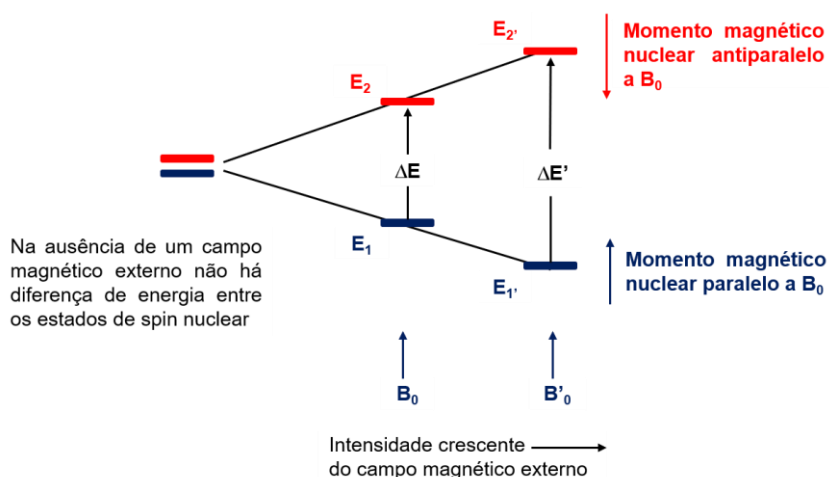 E2'
Momento magnético
nuclear antiparalelo
a B0
E2
ΔE
ΔE’
Na ausência de um campo
magnético externo não há
diferença de energia entre
os estados de spin nuclear
E1
E1'
Momento magnético
nuclear paralelo a B0
B0
B’0
Intensidade crescente
do campo magnético externo